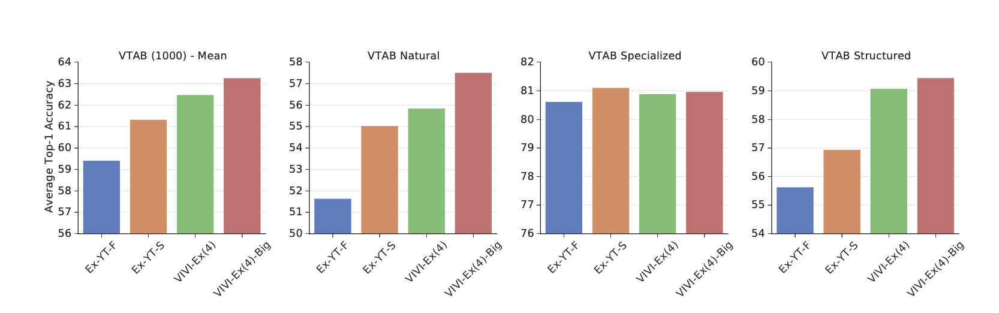 VTAB (1000) - Mean
Average Top-1 Accuracy
64
63
62
61
60
59
58
57
56
Ex-YT-F
Ex-YT-S
VIVI-Ex(4)
VIVI-Ex(4)-Big
VTAB Natural
58
57
56
55
54
53
52
51
50
Ex-YT-F
Ex-YT-S
VIVI-Ex(4)
VIVI-Ex(4)-Big
VTAB Specialized
82
81
80
79
78
77
76
Ex-YT-F
Ex-YT-S
VIVI-Ex(4)
VIVI-Ex(4)-Big
VTAB Structured
60
59
58
57
56
55
54
Ex-YT-F
Ex-YT-S
VIVI-Ex(4)
VIVI-Ex(4)-Big